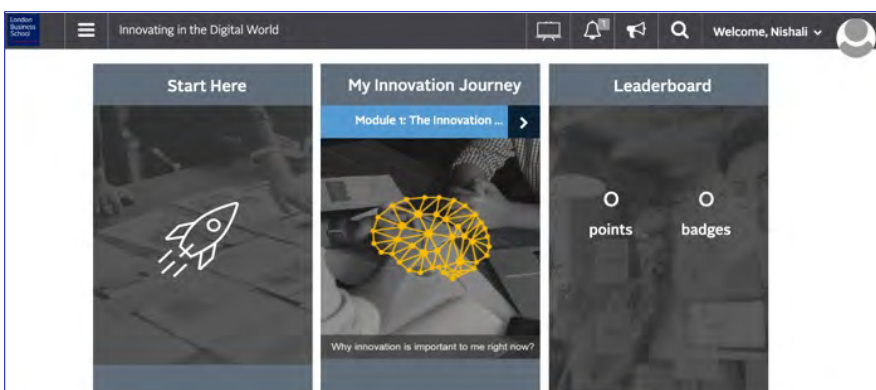 London
Business
School
Innovating in the Digital World
1
Welcome, Nishali
Start Here
My Innovation Journey
Leaderboard
Module 1: The Innovation ...
0
points
0
badges
Why innovation is important to me right now?